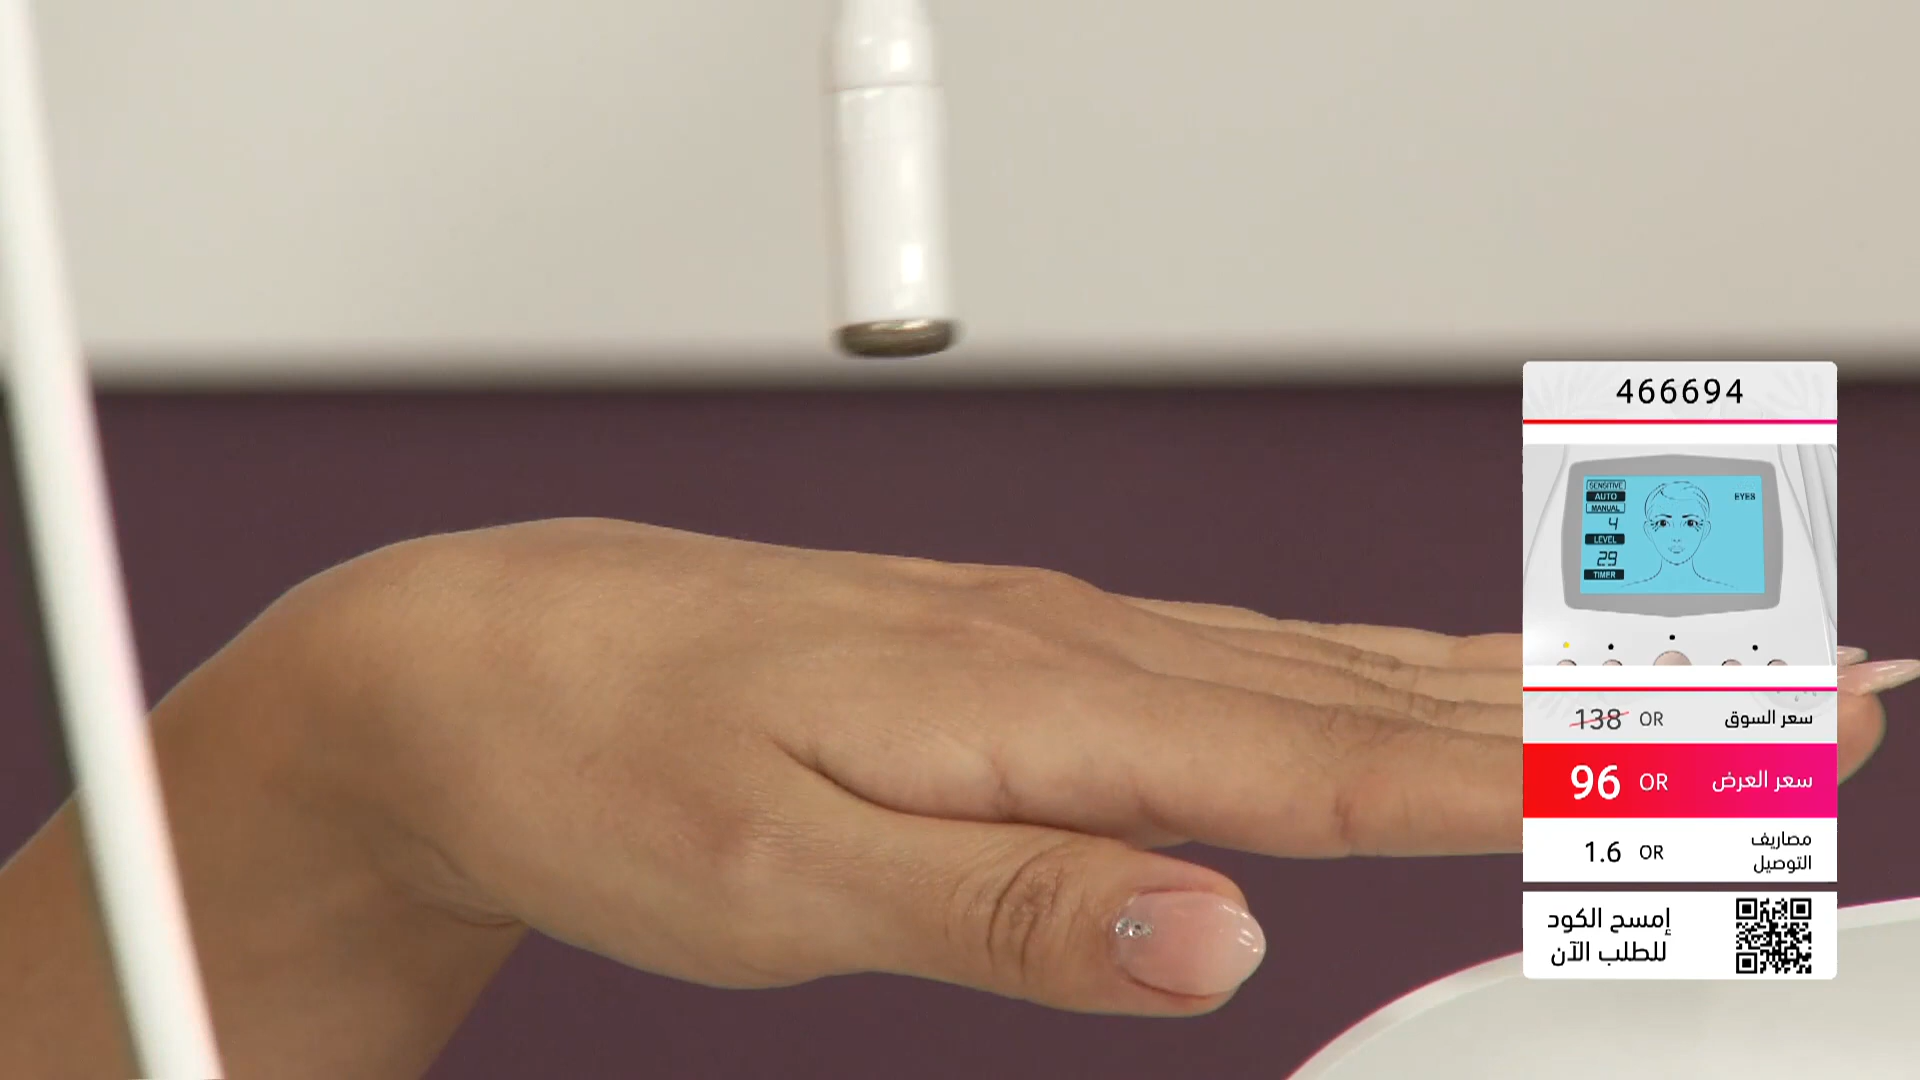 466694
SENSITIVE
AUTO
MANUAL
4
LEVEL
29
TIMER
EYES
سعر السوق 138 OR
سعر العرض 96 OR
مصاريف
التوصيل
1.6 OR
إمسح الكود
للطلب الآن